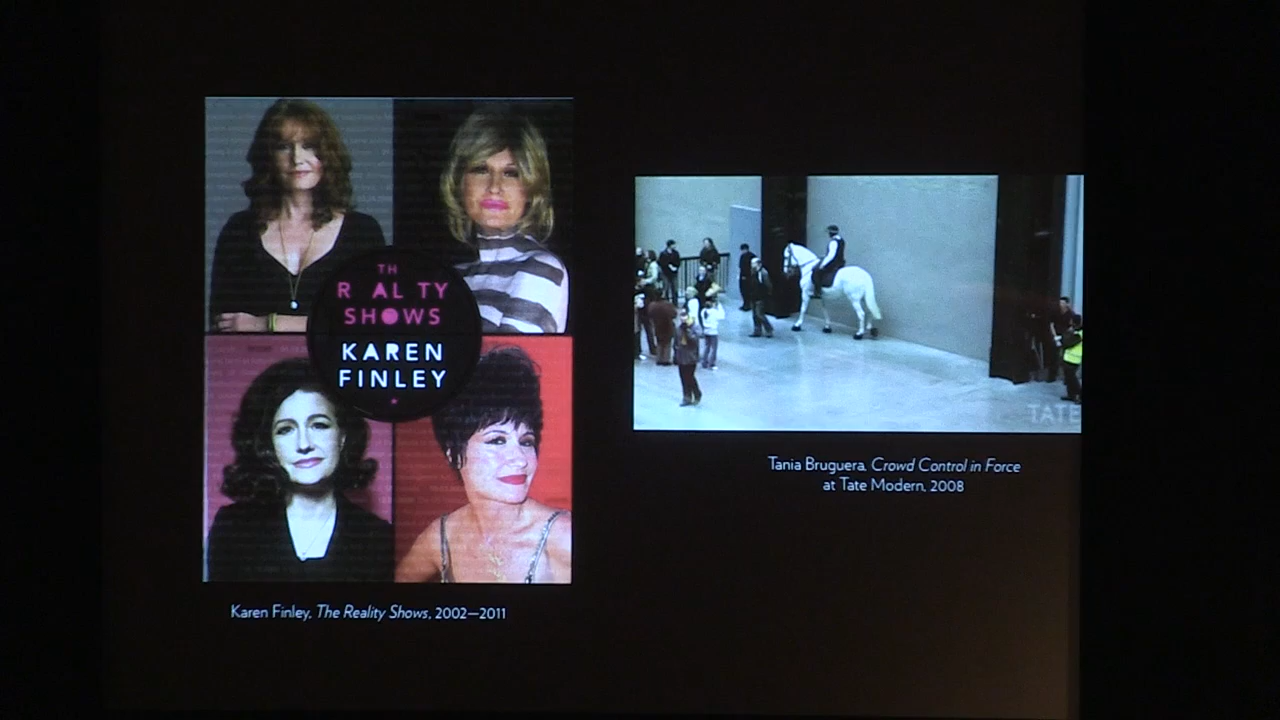 TH
R AL TY
SHOWS
KAREN
FINLEY
TATE
Tania Bruguera, Crowd Control in Force
at Tate Modern, 2008
Karen Finley, The Reality Shows, 2002—2011